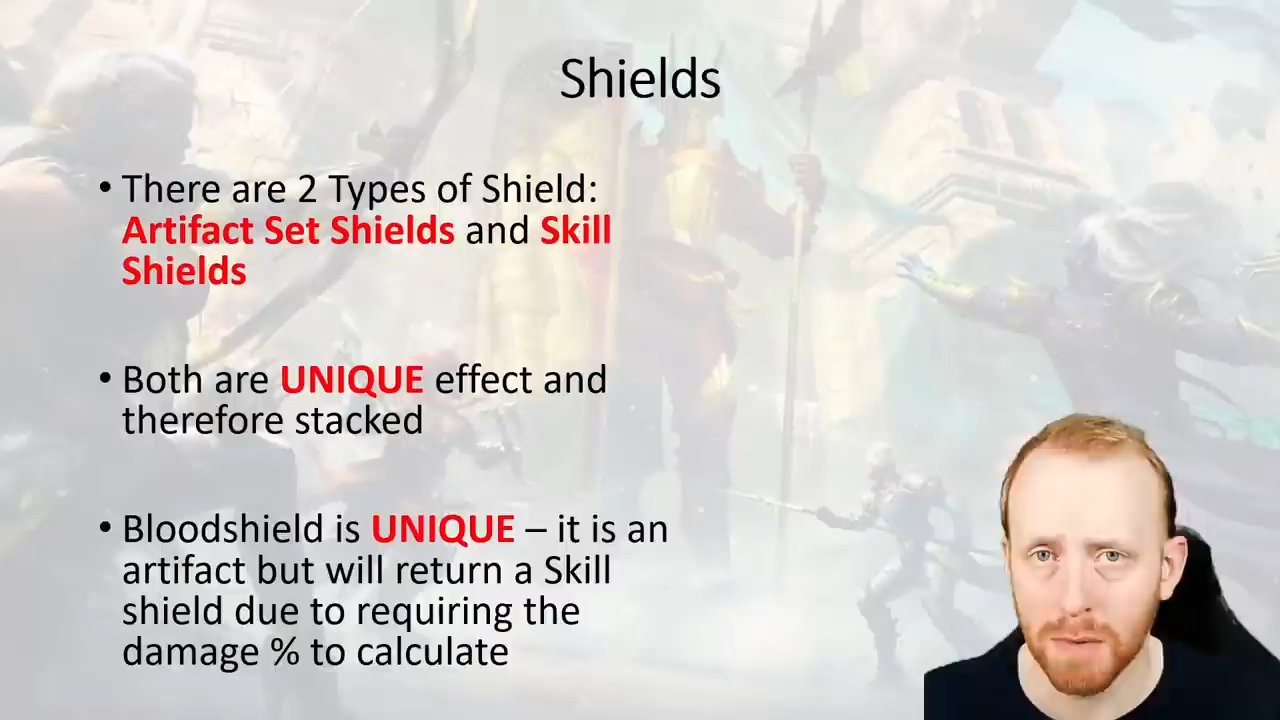 Shields
• There are 2 Types of Shield:
Artifact Set Shields and Skill
Shields
• Both are UNIQUE effect and
therefore stacked
• Bloodshield is UNIQUE – it is an
artifact but will return a Skill
shield due to requiring the
damage % to calculate